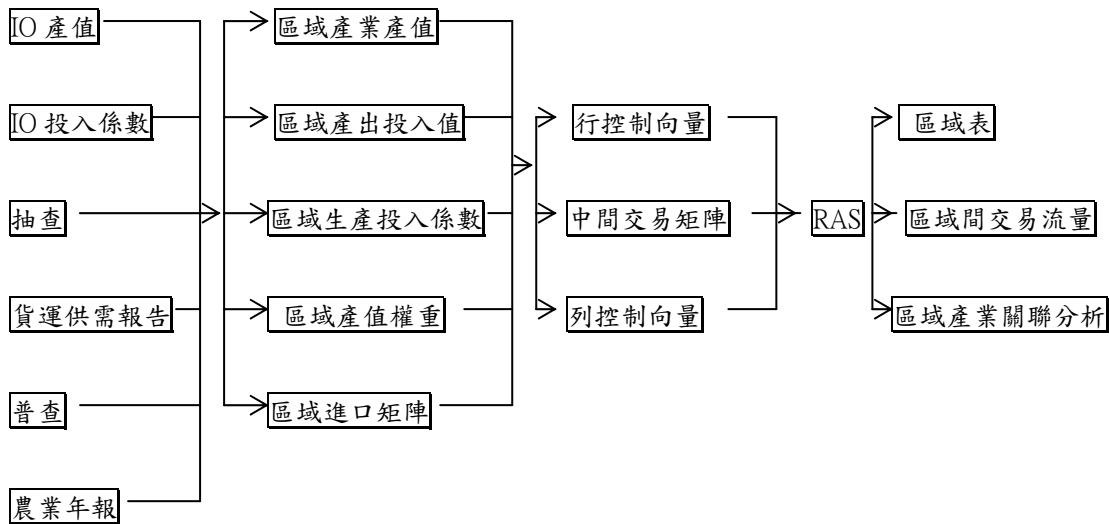 IO 產值
區域產業產值
IO 投入係數
區域產出投入值
行控制向量
區域表
抽查
區域生產投入係數
中間交易矩陣
RAS
區域間交易流量
貨運供需報告
區域產值權重
列控制向量
區域產業關聯分析
普查
區域進口矩陣
農業年報